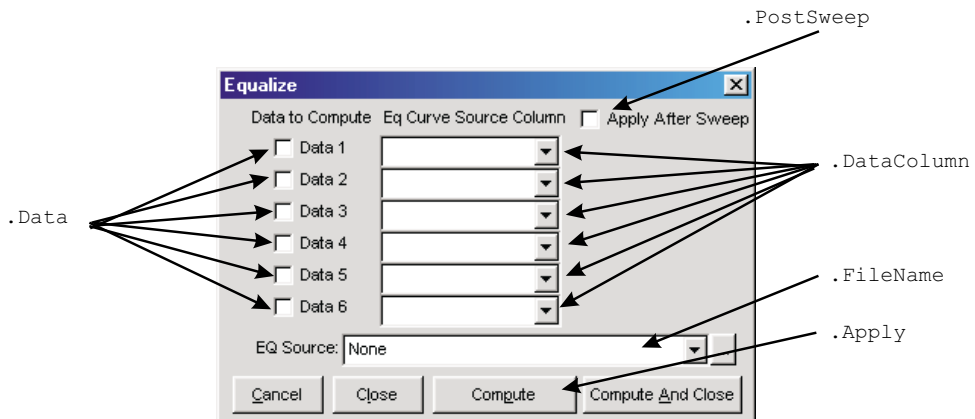 .PostSweep
Equalize
Data to Compute Eq Curve Source Column Apply After Sweep
Data 1
.DataColumn
Data 2
.Data
Data 3
Data 4
Data 5
.FileName
Data 6
.Apply
EQ Source: None
Cancel Close Compute Compute And Close